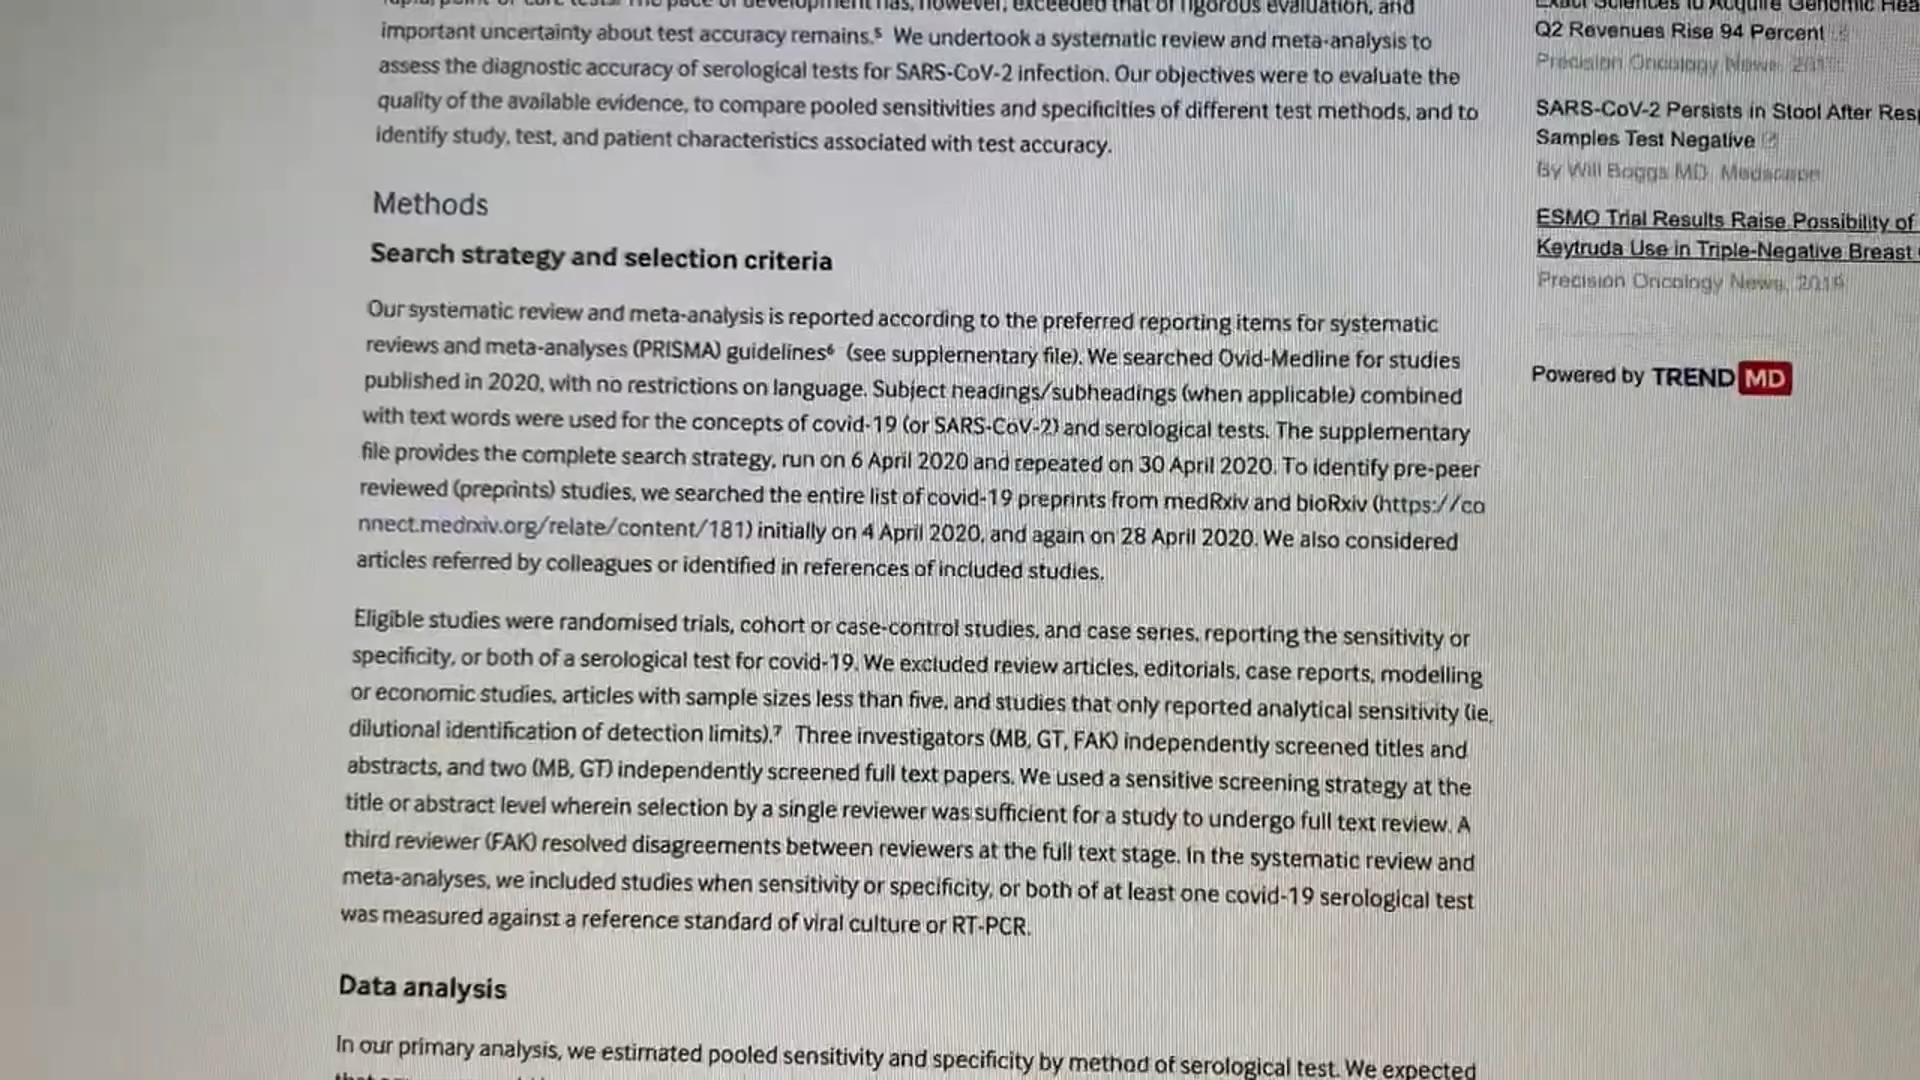 important uncertainty about test accuracy remains.⁵ We undertook a systematic review and meta-analysis to
assess the diagnostic accuracy of serological tests for SARS-CoV-2 infection. Our objectives were to evaluate the
quality of the available evidence, to compare pooled sensitivities and specificities of different test methods, and to
identify study, test, and patient characteristics associated with test accuracy.
Methods
Search strategy and selection criteria
Our systematic review and meta-analysis is reported according to the preferred reporting items for systematic
reviews and meta-analyses (PRISMA) guidelines⁶ (see supplementary file). We searched Ovid-Medline for studies
published in 2020, with no restrictions on language. Subject headings/subheadings (when applicable) combined
with text words were used for the concepts of covid-19 (or SARS-CoV-2) and serological tests. The supplementary
file provides the complete search strategy, run on 6 April 2020 and repeated on 30 April 2020. To identify pre-peer
reviewed (preprints) studies, we searched the entire list of covid-19 preprints from medRxiv and bioRxiv (https://co
nnect.medrxiv.org/relate/content/181) initially on 4 April 2020, and again on 28 April 2020. We also considered
articles referred by colleagues or identified in references of included studies.
Eligible studies were randomised trials, cohort or case-control studies, and case series, reporting the sensitivity or
specificity, or both of a serological test for covid-19. We excluded review articles, editorials, case reports, modelling
or economic studies, articles with sample sizes less than five, and studies that only reported analytical sensitivity (ie,
dilutional identification of detection limits).⁷ Three investigators (MB, GT, FAK) independently screened titles and
abstracts, and two (MB, GT) independently screened full text papers. We used a sensitive screening strategy at the
title or abstract level wherein selection by a single reviewer was sufficient for a study to undergo full text review. A
third reviewer (FAK) resolved disagreements between reviewers at the full text stage. In the systematic review and
meta-analyses, we included studies when sensitivity or specificity, or both of at least one covid-19 serological test
was measured against a reference standard of viral culture or RT-PCR.
Data analysis
In our primary analysis, we estimated pooled sensitivity and specificity by method of serological test. We expected
Exact Sciences to Acquire Genomic
Q2 Revenues Rise 94 Percent
Precision Oncology News,
SARS-CoV-2 Persists in Stool After
Samples Test Negative
By Will Boggs MD, Medscape
ESMO Trial Results Raise Possibility of
Keytruda Use in Triple-Negative Breast
Precision Oncology News, 2019
Powered by TREND MD